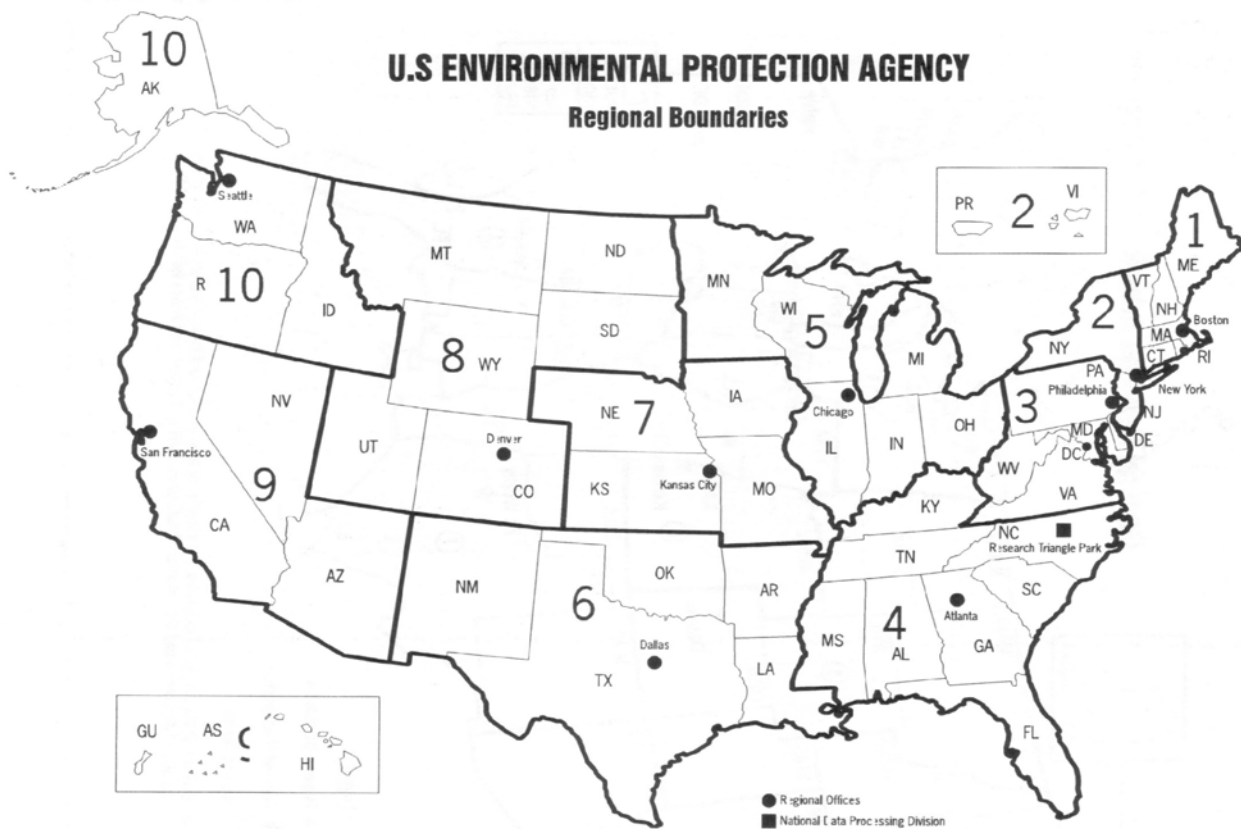 10
AK
U.S ENVIRONMENTAL PROTECTION AGENCY
Regional Boundaries
PR
2
VI
Seattle
WA
MT
ND
MN
1
ME
VT
NH
Boston
R
10
ID
SD
WI
5
MI
2
NY
MA
CT
RI
8
WY
PA
Philadelphia
New York
NV
NE
7
IA
Chicago
3
NJ
San Francisco
UT
Denver
IL
IN
OH
MD
DE
DC
WV
9
CO
KS
Kansas City
MO
VA
CA
KY
NC
Research Triangle Park
AZ
NM
OK
TN
6
AR
SC
Atlanta
Dallas
MS
4
AL
GA
TX
LA
FL
GU
AS
HI
Regional Offices
National Data Processing Division